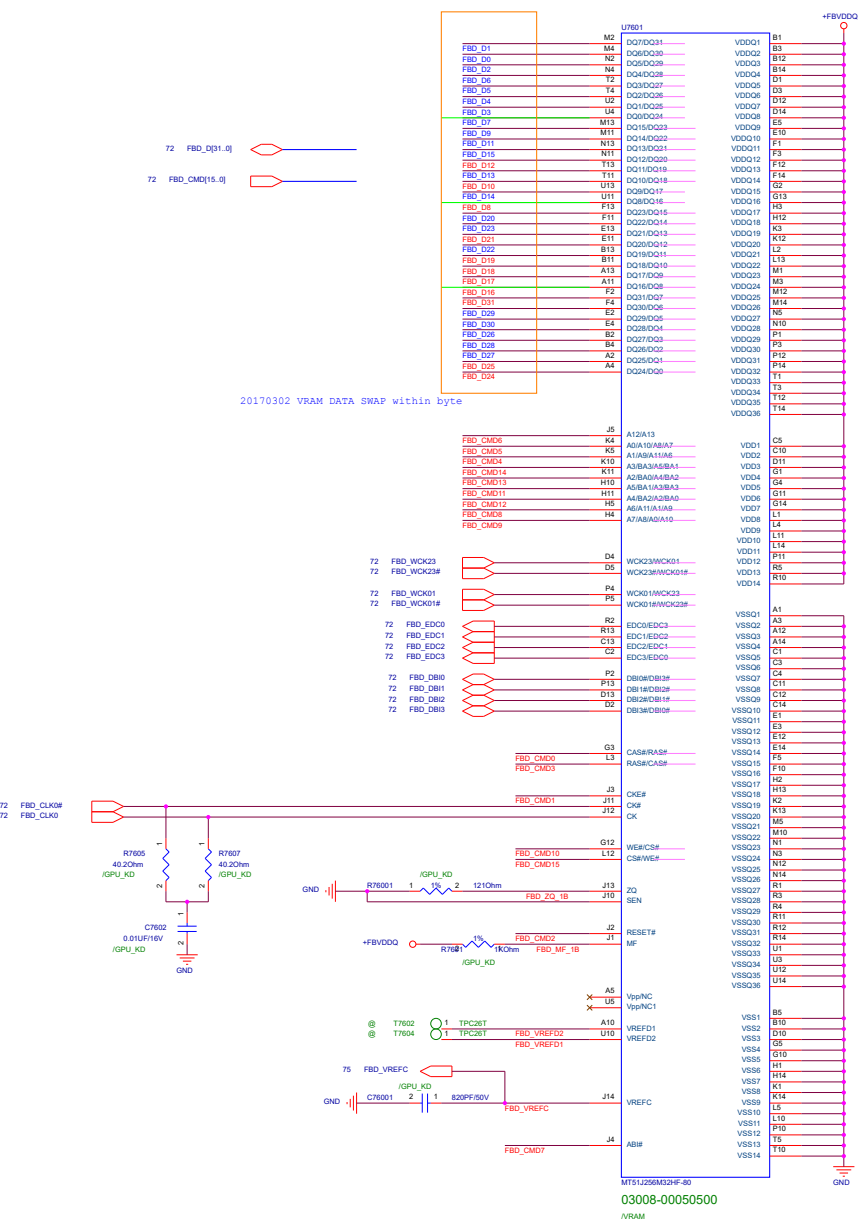 +FBVDDQ
U7601
M2 DQ7/DQ31 VDDQ1 B1
FBD_D1 M4 DQ6/DQ30 VDDQ2 B3
FBD_D0 N2 DQ5/DQ29 VDDQ3 B12
FBD_D2 N4 DQ4/DQ28 VDDQ4 B14
FBD_D6 T2 DQ3/DQ27 VDDQ5 D1
FBD_D5 T4 DQ2/DQ26 VDDQ6 D3
FBD_D4 U2 DQ1/DQ25 VDDQ7 D12
FBD_D3 U4 DQ0/DQ24 VDDQ8 D14
FBD_D7 M13 DQ15/DQ23 VDDQ9 E5
FBD_D9 M11 DQ14/DQ22 VDDQ10 E10
FBD_D11 N13 DQ13/DQ21 VDDQ11 F1
72 FBD_D[31..0]
FBD_D15 N11 DQ12/DQ20 VDDQ12 F3
FBD_D12 T13 DQ11/DQ19 VDDQ13 F12
FBD_D13 T11 DQ10/DQ18 VDDQ14 F14
72 FBD_CMD[15..0]
FBD_D10 U13 DQ9/DQ17 VDDQ15 G2
FBD_D14 U11 DQ8/DQ16 VDDQ16 G13
FBD_D8 F13 DQ23/DQ15 VDDQ17 H3
FBD_D20 F11 DQ22/DQ14 VDDQ18 H12
FBD_D23 E13 DQ21/DQ13 VDDQ19 K3
FBD_D21 E11 DQ20/DQ12 VDDQ20 K12
FBD_D22 B13 DQ19/DQ11 VDDQ21 L2
FBD_D19 B11 DQ18/DQ10 VDDQ22 L13
FBD_D18 A13 DQ17/DQ9 VDDQ23 M1
FBD_D17 A11 DQ16/DQ8 VDDQ24 M3
FBD_D16 F2 DQ31/DQ7 VDDQ25 M12
FBD_D31 F4 DQ30/DQ6 VDDQ26 M14
FBD_D29 E2 DQ29/DQ5 VDDQ27 N5
FBD_D30 E4 DQ28/DQ4 VDDQ28 N10
FBD_D26 B2 DQ27/DQ3 VDDQ29 P1
FBD_D28 B4 DQ26/DQ2 VDDQ30 P3
FBD_D27 A2 DQ25/DQ1 VDDQ31 P12
FBD_D25 A4 DQ24/DQ0 VDDQ32 P14
FBD_D24 VDDQ33 T1
VDDQ34 T3
VDDQ35 T12
VDDQ36 T14
20170302 VRAM DATA SWAP within byte
J5 A12/A13
FBD_CMD6 K4 A0/A10/A8/A7 VDD1 C5
FBD_CMD5 K5 A1/A9/A11/A6 VDD2 C10
FBD_CMD4 K10 A3/BA3/A5/BA1 VDD3 D11
FBD_CMD14 K11 A2/BA0/A4/BA2 VDD4 G1
FBD_CMD13 H10 A5/BA1/A3/BA3 VDD5 G4
FBD_CMD11 H11 A4/BA2/A2/BA0 VDD6 G11
FBD_CMD12 H5 A6/A11/A1/A9 VDD7 G14
FBD_CMD8 H4 A7/A8/A0/A10 VDD8 L1
FBD_CMD9 VDD9 L4
VDD10 L11
VDD11 L14
72 FBD_WCK23 D4 WCK23/WCK01 VDD12 P11
72 FBD_WCK23# D5 WCK23#/WCK01# VDD13 R5
VDD14 R10
72 FBD_WCK01 P4 WCK01/WCK23
72 FBD_WCK01# P5 WCK01#/WCK23#
VSSQ1 A1
72 FBD_EDC0 R2 EDC0/EDC3 VSSQ2 A3
72 FBD_EDC1 R13 EDC1/EDC2 VSSQ3 A12
72 FBD_EDC2 C13 EDC2/EDC1 VSSQ4 A14
72 FBD_EDC3 C2 EDC3/EDC0 VSSQ5 C1
VSSQ6 C3
72 FBD_DBI0 P2 DBI0#/DBI3# VSSQ7 C4
72 FBD_DBI1 P13 DBI1#/DBI2# VSSQ8 C11
72 FBD_DBI2 D13 DBI2#/DBI1# VSSQ9 C12
72 FBD_DBI3 D2 DBI3#/DBI0# VSSQ10 C14
VSSQ11 E1
VSSQ12 E3
VSSQ13 E12
G3 CAS#/RAS# VSSQ14 E14
FBD_CMD0 L3 RAS#/CAS# VSSQ15 F5
FBD_CMD3 VSSQ16 F10
VSSQ17 H2
J3 CKE# VSSQ18 H13
72 FBD_CLK0# FBD_CMD1 J11 CK# VSSQ19 K2
72 FBD_CLK0 J12 CK VSSQ20 K13
VSSQ21 M5
VSSQ22 M10
G12 WE#/CS# VSSQ23 N1
FBD_CMD10 L12 CS#/WE# VSSQ24 N3
FBD_CMD15 VSSQ25 N12
VSSQ26 N14
R7605 1 2 40.2Ohm /GPU_KD
R7607 1 2 40.2Ohm /GPU_KD
GND R76001 1 1% 2 121Ohm /GPU_KD J13 ZQ VSSQ27 R1
FBD_ZQ_1B J10 SEN VSSQ28 R3
VSSQ29 R4
VSSQ30 R11
C7602 1 2 0.01UF/16V /GPU_KD GND
J2 RESET# VSSQ31 R12
+FBVDDQ FBD_CMD2 J1 MF VSSQ32 R14
1% 1KOhm FBD_MF_1B VSSQ33 U1
/GPU_KD VSSQ34 U3
VSSQ35 U12
VSSQ36 U14
A5 Vpp/NC
U5 Vpp/NC1
VSS1 B5
@ T7602 1 TPC26T A10 VREFD1 VSS2 B10
@ T7604 1 TPC26T FBD_VREFD2 U10 VREFD2 VSS3 D10
FBD_VREFD1 VSS4 G5
VSS5 G10
75 FBD_VREFC VSS6 H1
VSS7 H14
/GPU_KD VSS8 K1
GND C76001 2 1 820PF/50V J14 VREFC VSS9 K14
FBD_VREFC VSS10 L5
VSS11 L10
VSS12 P10
J4 ABI# VSS13 T5
FBD_CMD7 VSS14 T10
MT51J256M32HF-80 GND
03008-00050500
/VRAM